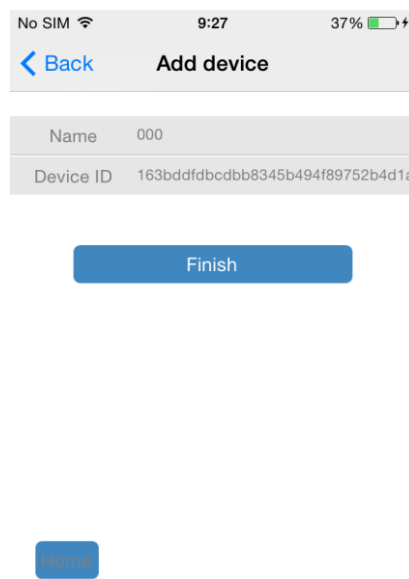 No SIM 9:27 37%
Back Add device
Name 000
Device ID 163bddfdbcdbb8345b494f89752b4d1a
Finish
Home